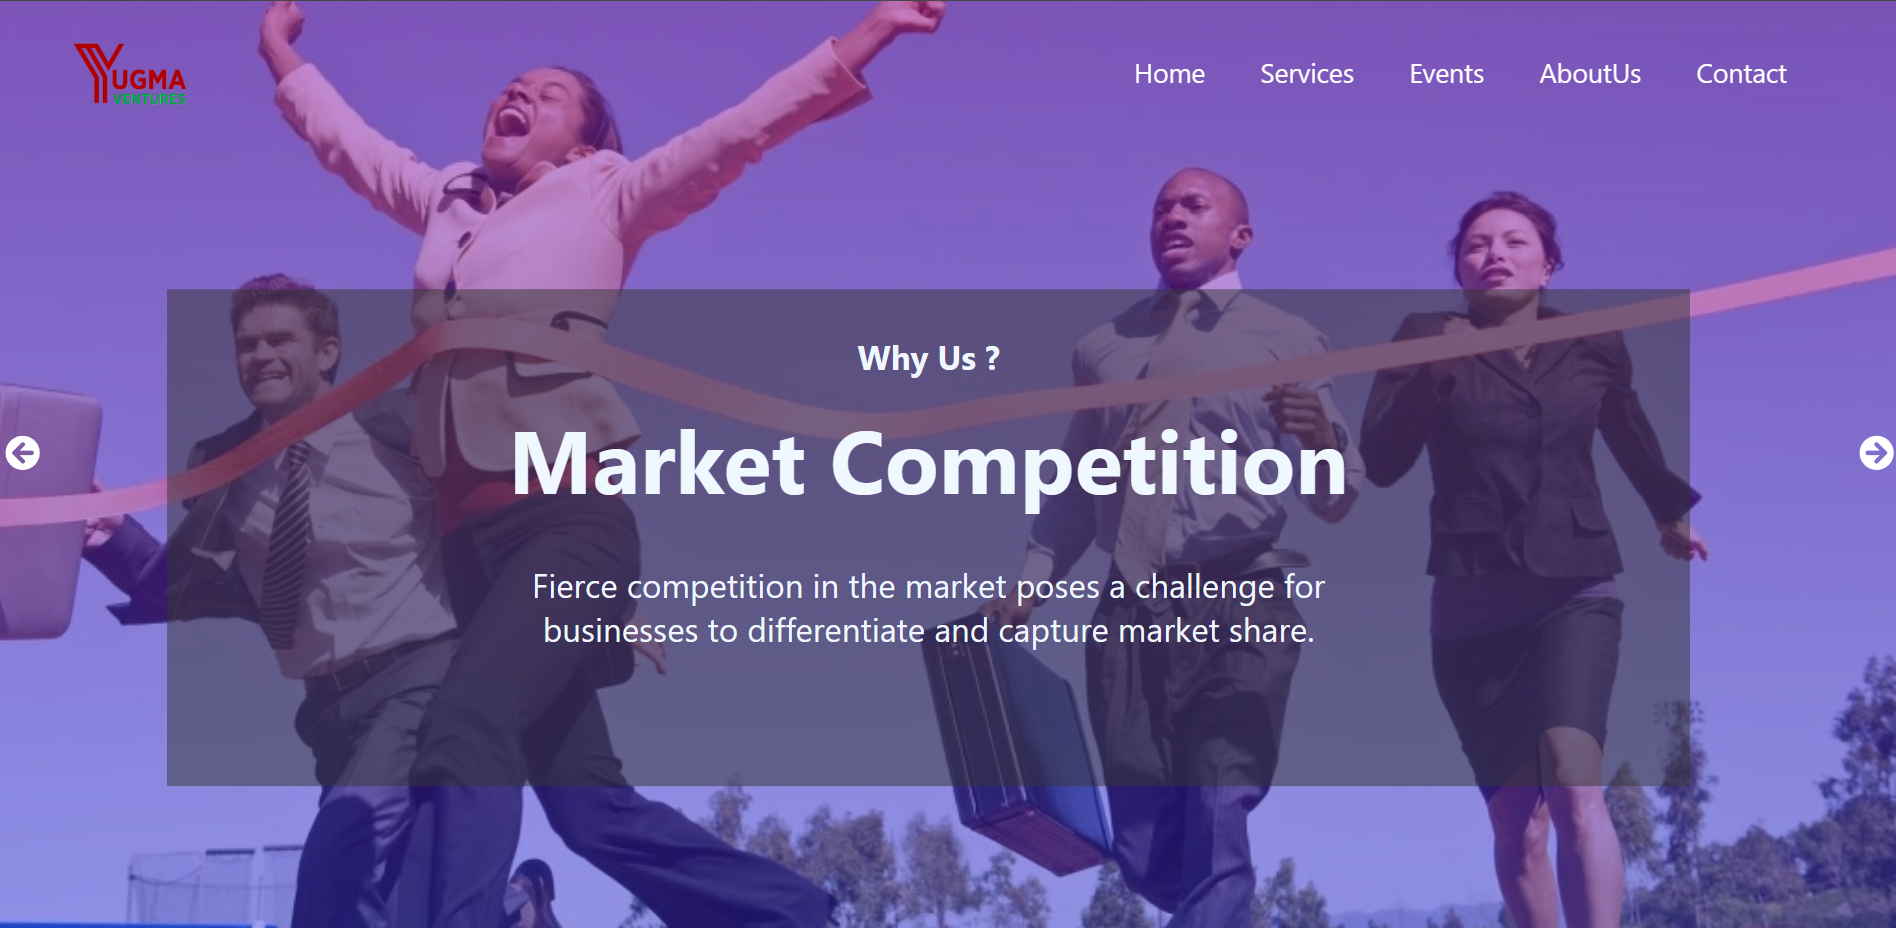 YUGMA
VENTURES
Home Services Events AboutUs Contact
Why Us ?
Market Competition
Fierce competition in the market poses a challenge for
businesses to differentiate and capture market share.